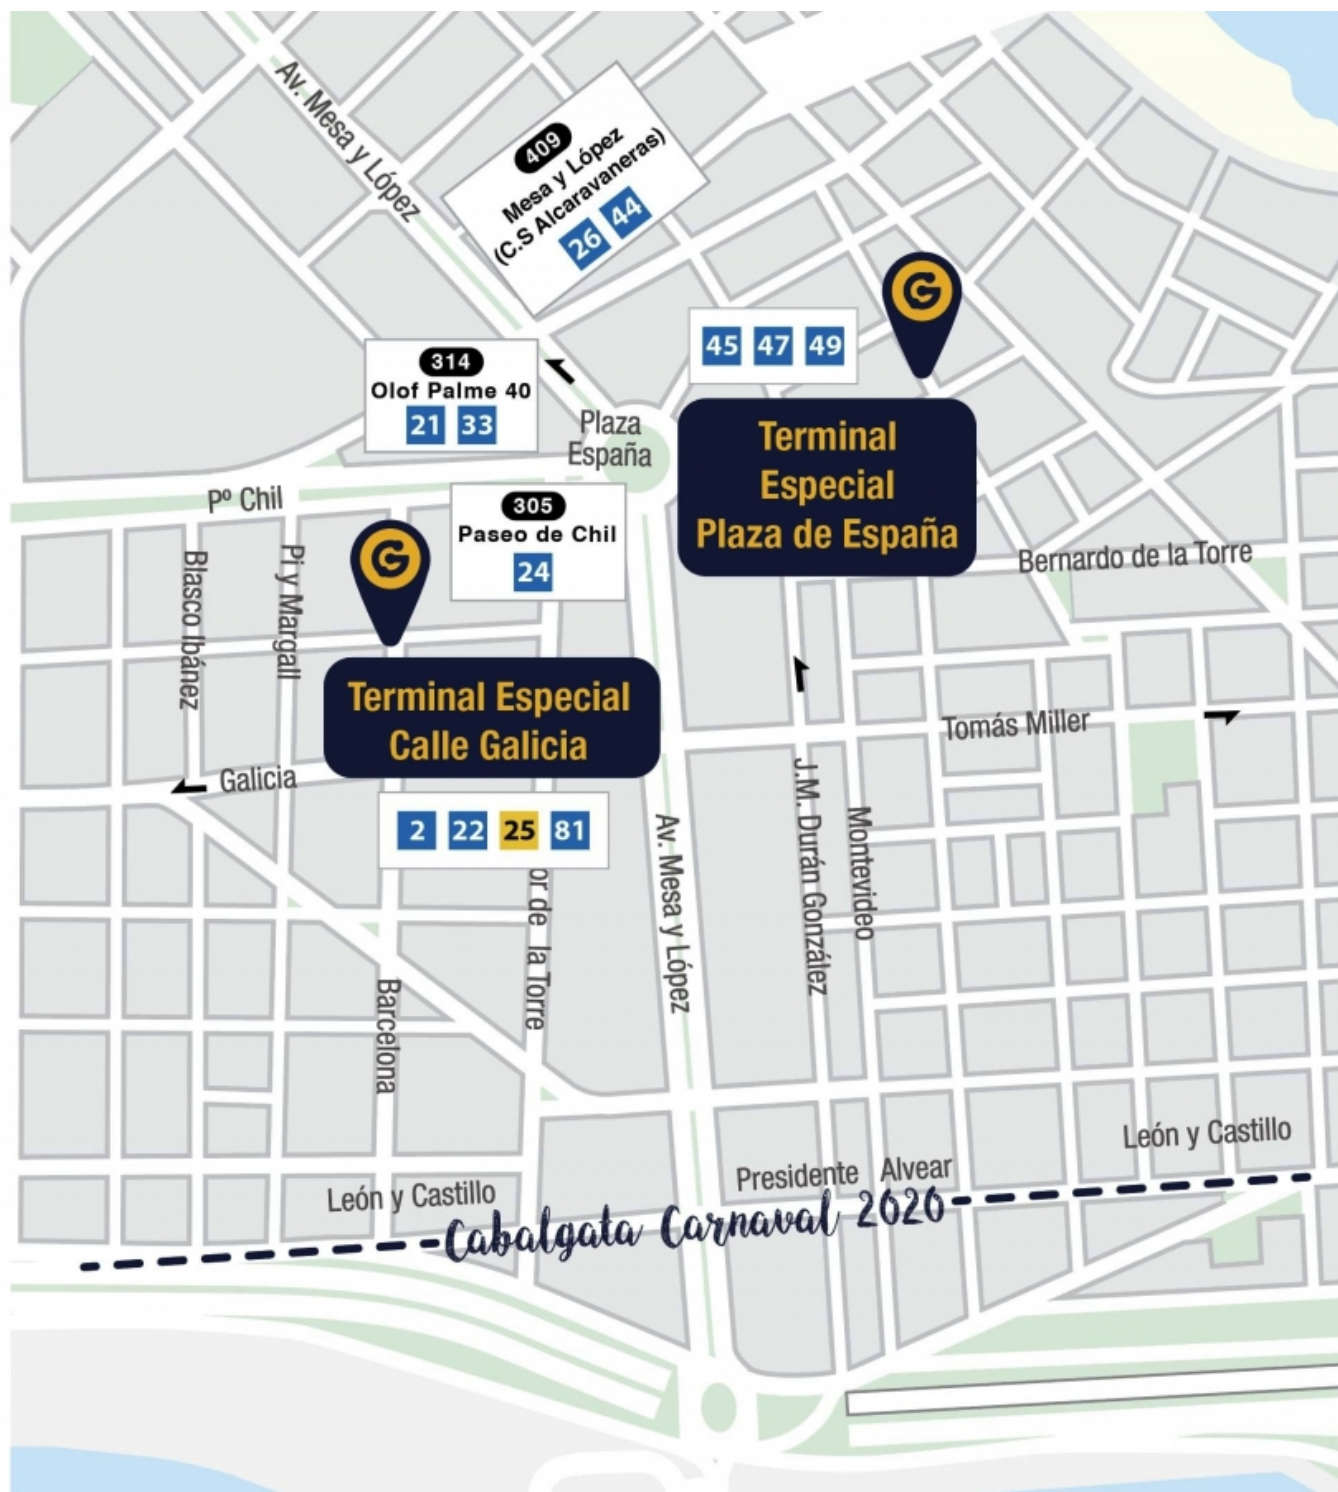 Av. Mesa y López
409
Mesa y López
(C.S Alcaravaneras)
26 44
G
45 47 49
314
Olof Palme 40
21 33
Plaza
España
Terminal
Especial
Plaza de España
Pº Chil
305
Paseo de Chil
24
G
Bernardo de la Torre
Blasco Ibánez
Pi y Margall
Terminal Especial
Calle Galicia
Tomás Miller
Galicia
2 22 25 81
Av. Mesa y López
J.M. Durán González
Montevideo
or de la Torre
Barcelona
León y Castillo
Presidente Alvear
León y Castillo
Cabalgata Carnaval 2020